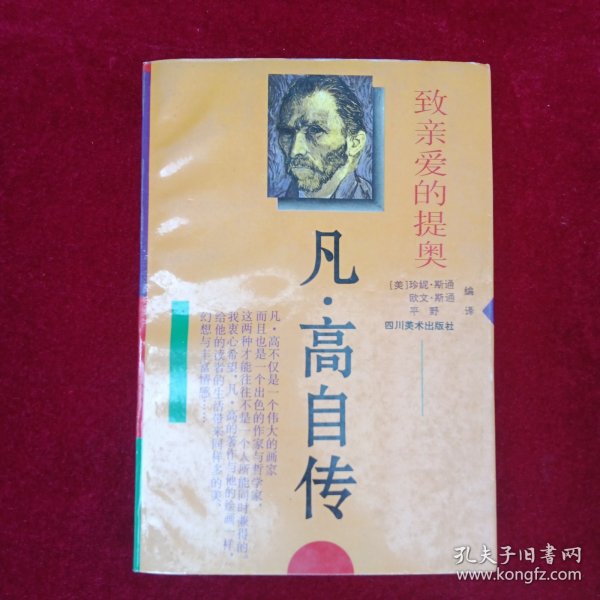 致亲爱的提奥
[美]珍妮·斯通
欧文·斯通
编
平野 译
四川美术出版社
凡·高自传
凡·高不仅是一个伟大的画家
而且也是一个出色的作家与哲学家，
这两种才能往往不是一个人所能同时兼得的
我衷心希望，凡·高的著作与他的绘画一样，
给他的读者的生活带来同样多的美、
幻想与丰富情感……
孔夫子旧書网
www.kongfz.com